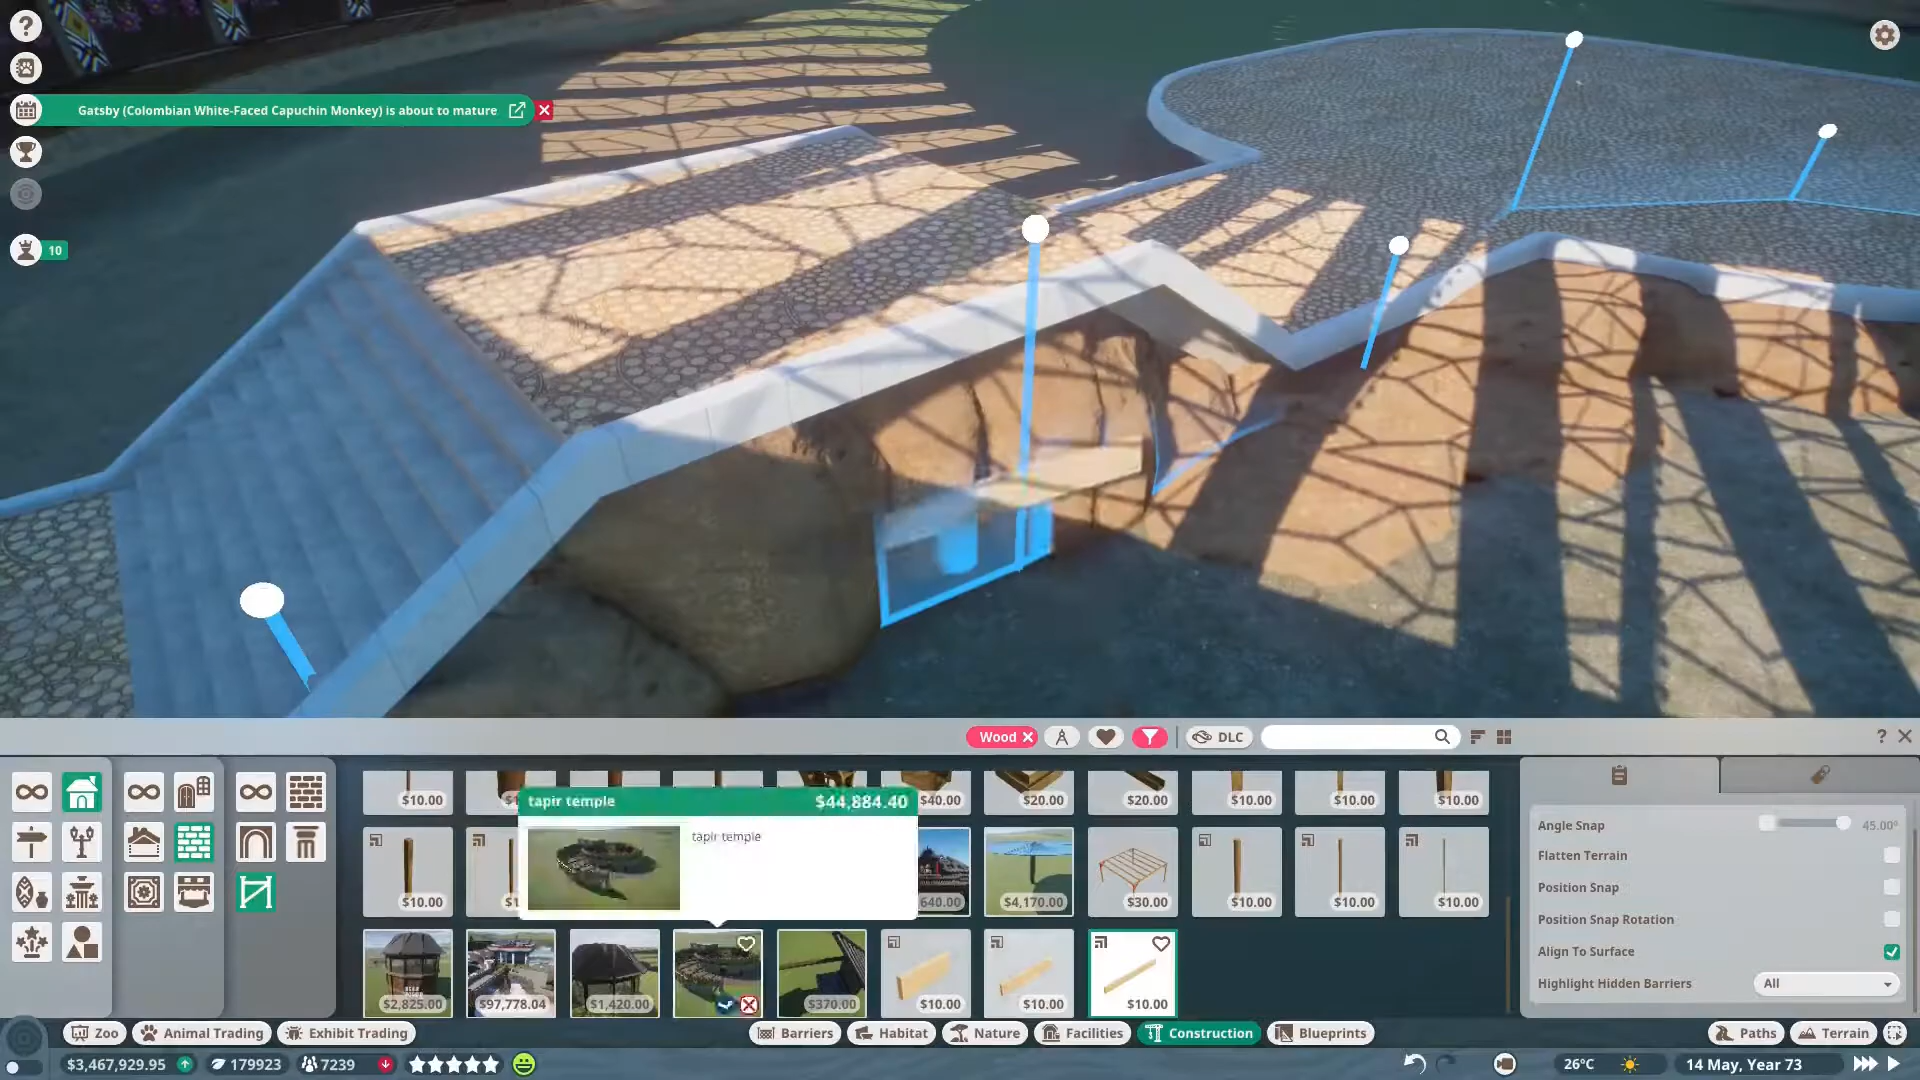 ?
Gatsby (Colombian White-Faced Capuchin Monkey) is about to mature
10
Wood
DLC
?
$10.00
$40.00
$20.00
$20.00
$10.00
$10.00
$10.00
tapir temple
$44,884.40
tapir temple
$10.00
640.00
$4,170.00
$30.00
$10.00
$10.00
$10.00
$2,825.00
$97,778.04
$1,420.00
$370.00
$10.00
$10.00
$10.00
Angle Snap
45.00°
Flatten Terrain
Position Snap
Position Snap Rotation
Align To Surface
Highlight Hidden Barriers
All
Zoo
Animal Trading
Exhibit Trading
Barriers
Habitat
Nature
Facilities
Construction
Blueprints
Paths
Terrain
$3,467,929.95
179923
7239
26°C
14 May, Year 73